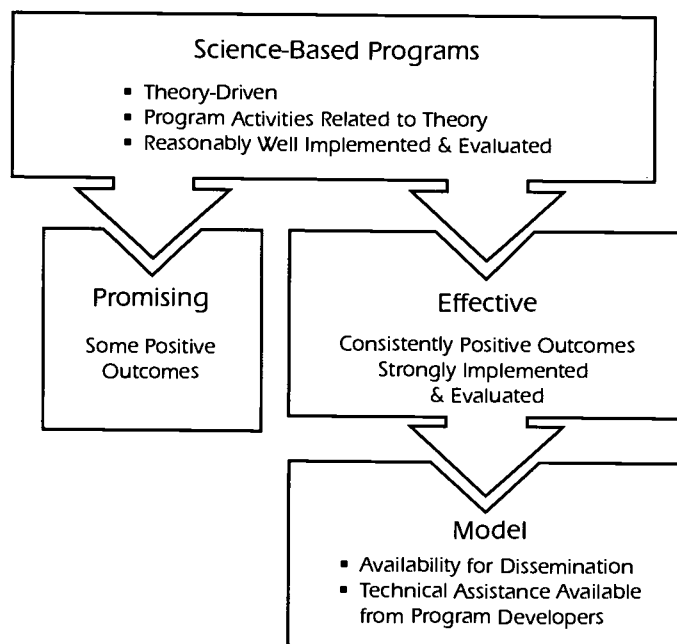 Science-Based Programs
▪ Theory-Driven
▪ Program Activities Related to Theory
▪ Reasonably Well Implemented & Evaluated
Promising
Some Positive
Outcomes
Effective
Consistently Positive Outcomes
Strongly Implemented
& Evaluated
Model
▪ Availability for Dissemination
▪ Technical Assistance Available
from Program Developers